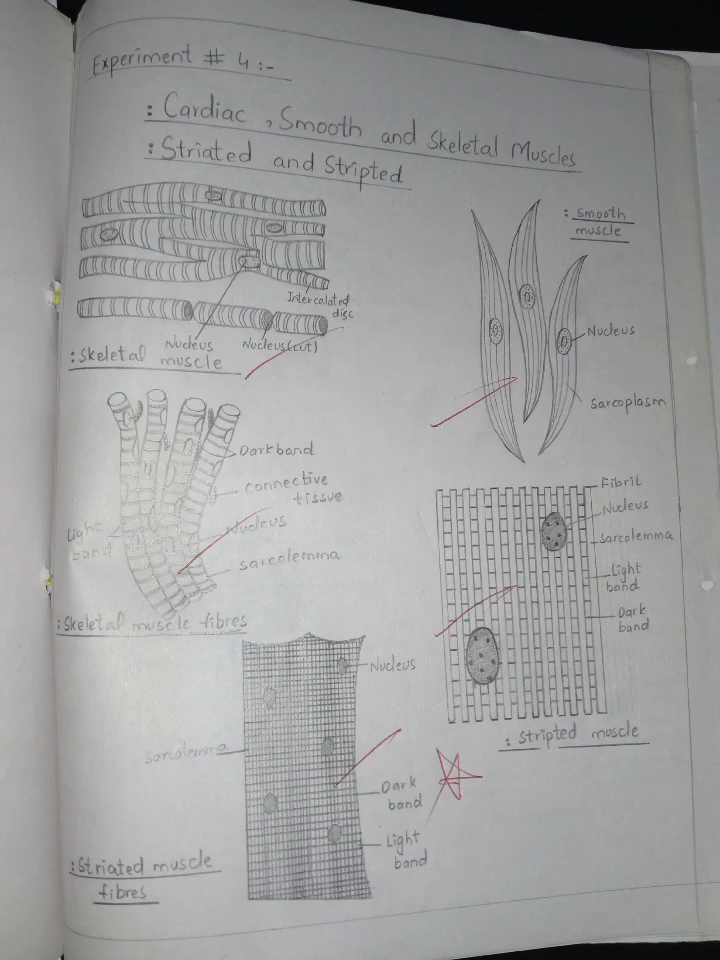 Experiment # 4 :-
: Cardiac , Smooth and Skeletal Muscles
: Striated and Stripted
Intercalated
disc
Nucleus
Nucleus(cut)
: Skeletal muscle
: Smooth
muscle
Nucleus
Sarcoplasm
Dark band
connective
tissue
Light
band
Nucleus
sarcolemma
: Skeletal muscle fibres
Fibril
Nucleus
sarcolemma
Light
band
Dark
band
: Stripted muscle
Nucleus
Sarcolemma
Dark
band
Light
band
: Striated muscle
fibres